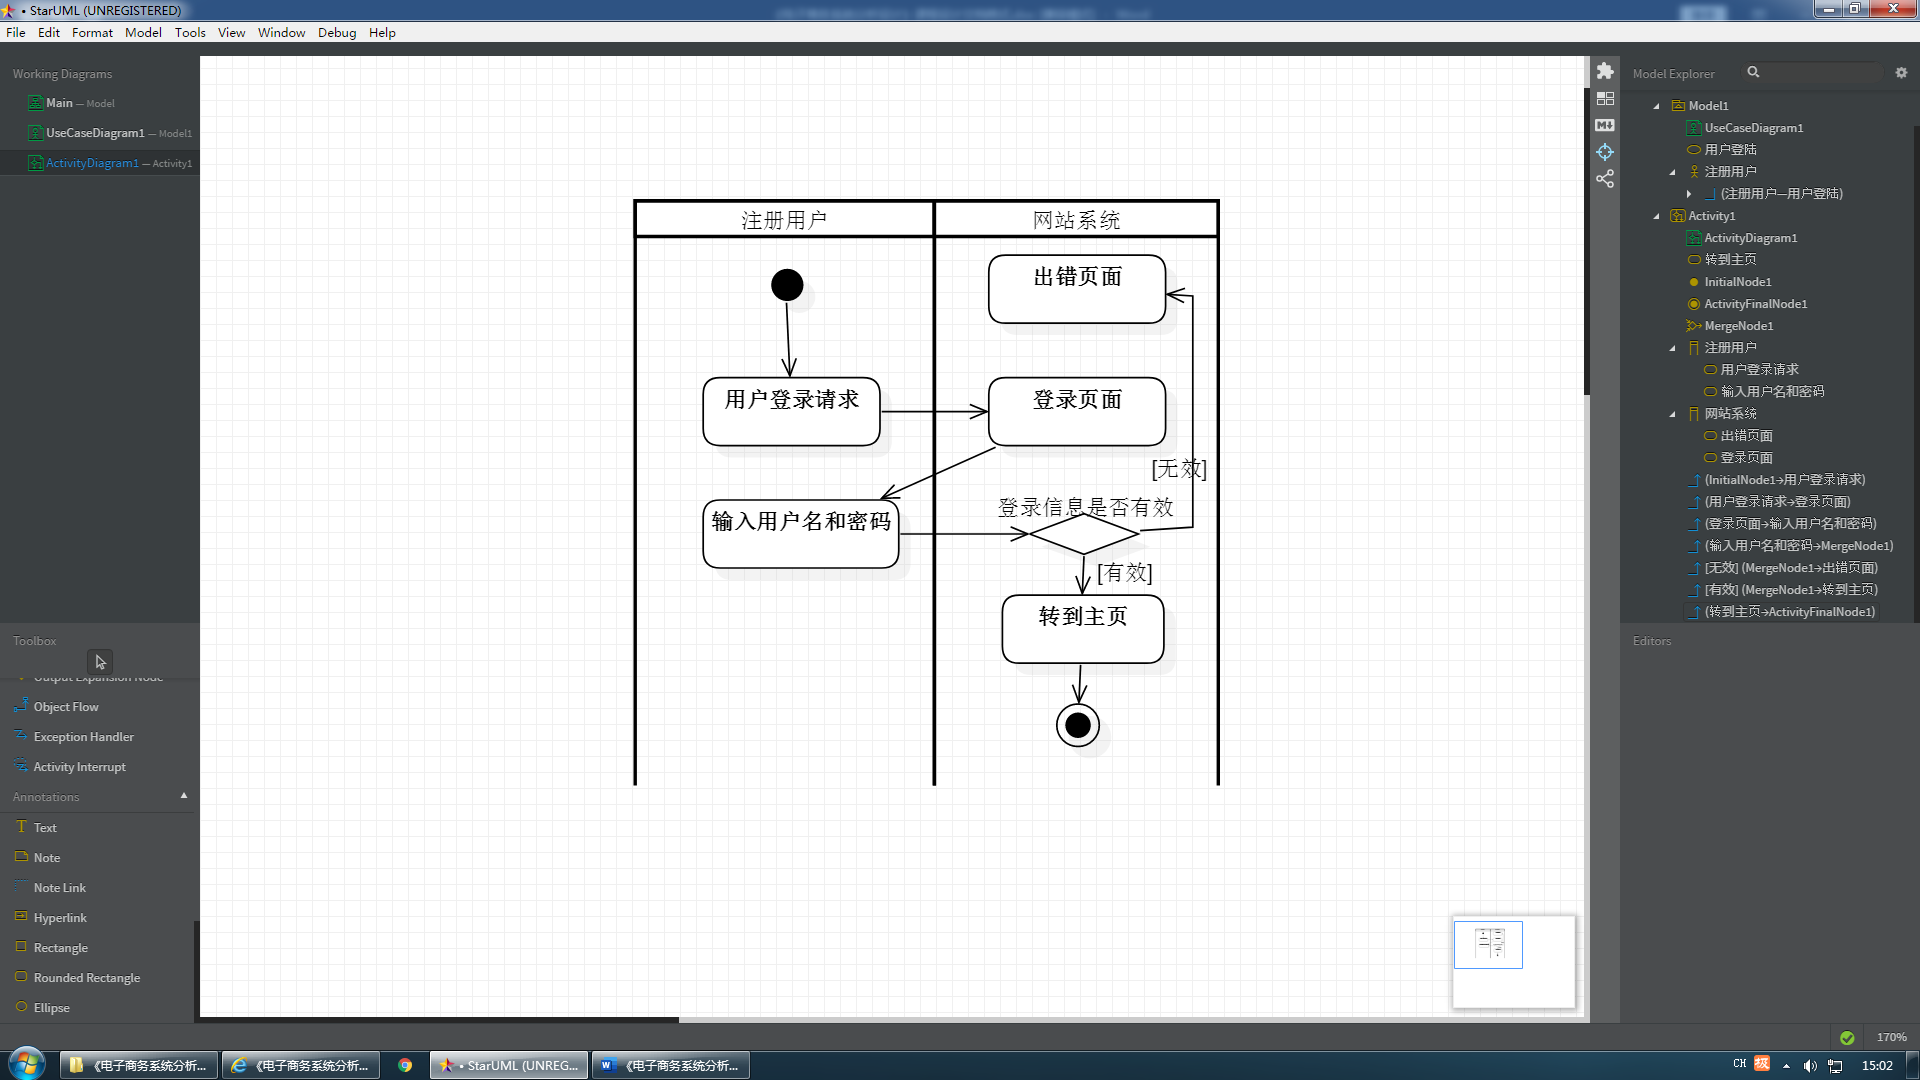 • StarUML (UNREGISTERED)
File Edit Format Model Tools View Window Debug Help
Working Diagrams
Main — Model
UseCaseDiagram1 — Model1
ActivityDiagram1 — Activity1
Toolbox
Output Expansion Node
Object Flow
Exception Handler
Activity Interrupt
Annotations
Text
Note
Note Link
Hyperlink
Rectangle
Rounded Rectangle
Ellipse
注册用户
网站系统
出错页面
用户登录请求
登录页面
[无效]
登录信息是否有效
输入用户名和密码
[有效]
转到主页
Model Explorer
Model1
UseCaseDiagram1
用户登陆
注册用户
(注册用户—用户登陆)
Activity1
ActivityDiagram1
转到主页
InitialNode1
ActivityFinalNode1
MergeNode1
注册用户
用户登录请求
输入用户名和密码
网站系统
出错页面
登录页面
(InitialNode1→用户登录请求)
(用户登录请求→登录页面)
(登录页面→输入用户名和密码)
(输入用户名和密码→MergeNode1)
[无效] (MergeNode1→出错页面)
[有效] (MergeNode1→转到主页)
(转到主页→ActivityFinalNode1)
Editors
170%
《电子商务系统分析...
《电子商务系统分析...
• StarUML (UNREG...
《电子商务系统分析...
CH
15:02